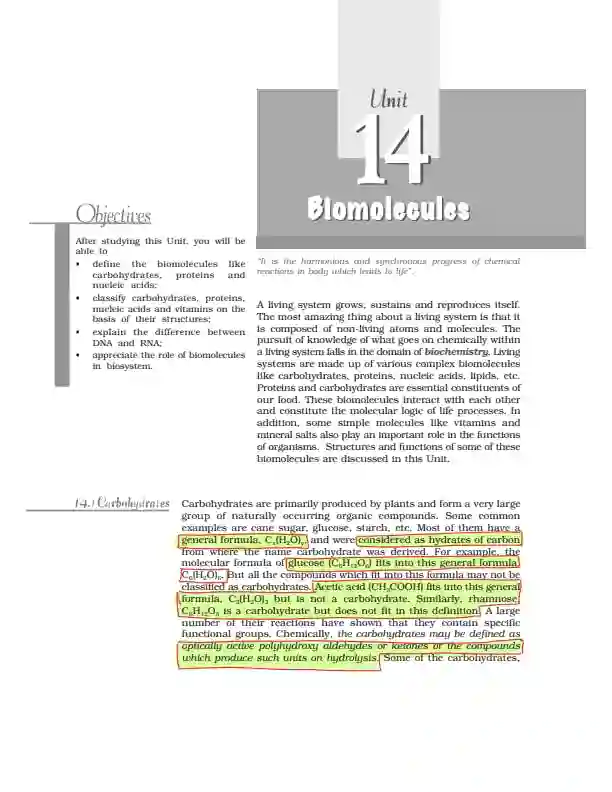 Unit
14
Biomolecules
Objectives
After studying this Unit, you will be
able to
• define the biomolecules like
carbohydrates, proteins and
nucleic acids;
• classify carbohydrates, proteins,
nucleic acids and vitamins on the
basis of their structures;
• explain the difference between
DNA and RNA;
• appreciate the role of biomolecules
in biosystem.
"It is the harmonious and synchronous progress of chemical
reactions in body which leads to life".
A living system grows, sustains and reproduces itself.
The most amazing thing about a living system is that it
is composed of non-living atoms and molecules. The
pursuit of knowledge of what goes on chemically within
a living system falls in the domain of biochemistry. Living
systems are made up of various complex biomolecules
like carbohydrates, proteins, nucleic acids, lipids, etc.
Proteins and carbohydrates are essential constituents of
our food. These biomolecules interact with each other
and constitute the molecular logic of life processes. In
addition, some simple molecules like vitamins and
mineral salts also play an important role in the functions
of organisms. Structures and functions of some of these
biomolecules are discussed in this Unit.
14.1 Carbohydrates
Carbohydrates are primarily produced by plants and form a very large
group of naturally occurring organic compounds. Some common
examples are cane sugar, glucose, starch, etc. Most of them have a
general formula, Cₓ(H₂O)ᵧ, and were considered as hydrates of carbon
from where the name carbohydrate was derived. For example, the
molecular formula of glucose (C₆H₁₂O₆) fits into this general formula,
C₆(H₂O)₆. But all the compounds which fit into this formula may not be
classified as carbohydrates. Acetic acid (CH₃COOH) fits into this general
formula, C₂(H₂O)₂ but is not a carbohydrate. Similarly, rhamnose,
C₆H₁₂O₅ is a carbohydrate but does not fit in this definition. A large
number of their reactions have shown that they contain specific
functional groups. Chemically, the carbohydrates may be defined as
optically active polyhydroxy aldehydes or ketones or the compounds
which produce such units on hydrolysis. Some of the carbohydrates,